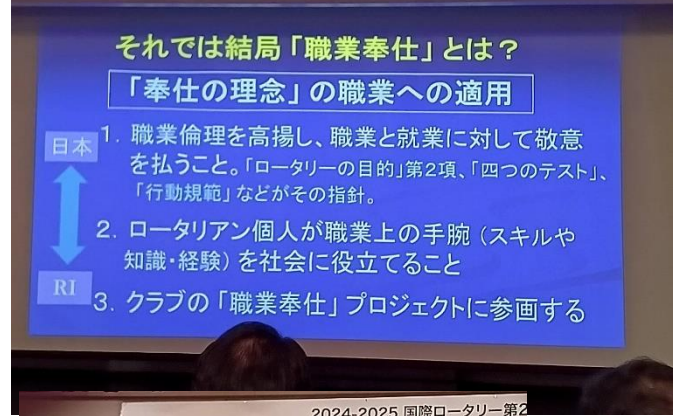 それでは結局「職業奉仕」とは？
「奉仕の理念」の職業への適用
日本
1. 職業倫理を高揚し、職業と就業に対して敬意
を払うこと。「ロータリーの目的」第2項、「四つのテスト」、
「行動規範」などがその指針。
2. ロータリアン個人が職業上の手腕（スキルや
知識・経験）を社会に役立てること
RI
3. クラブの「職業奉仕」プロジェクトに参画する
2024-2025 国際ロータリー第2